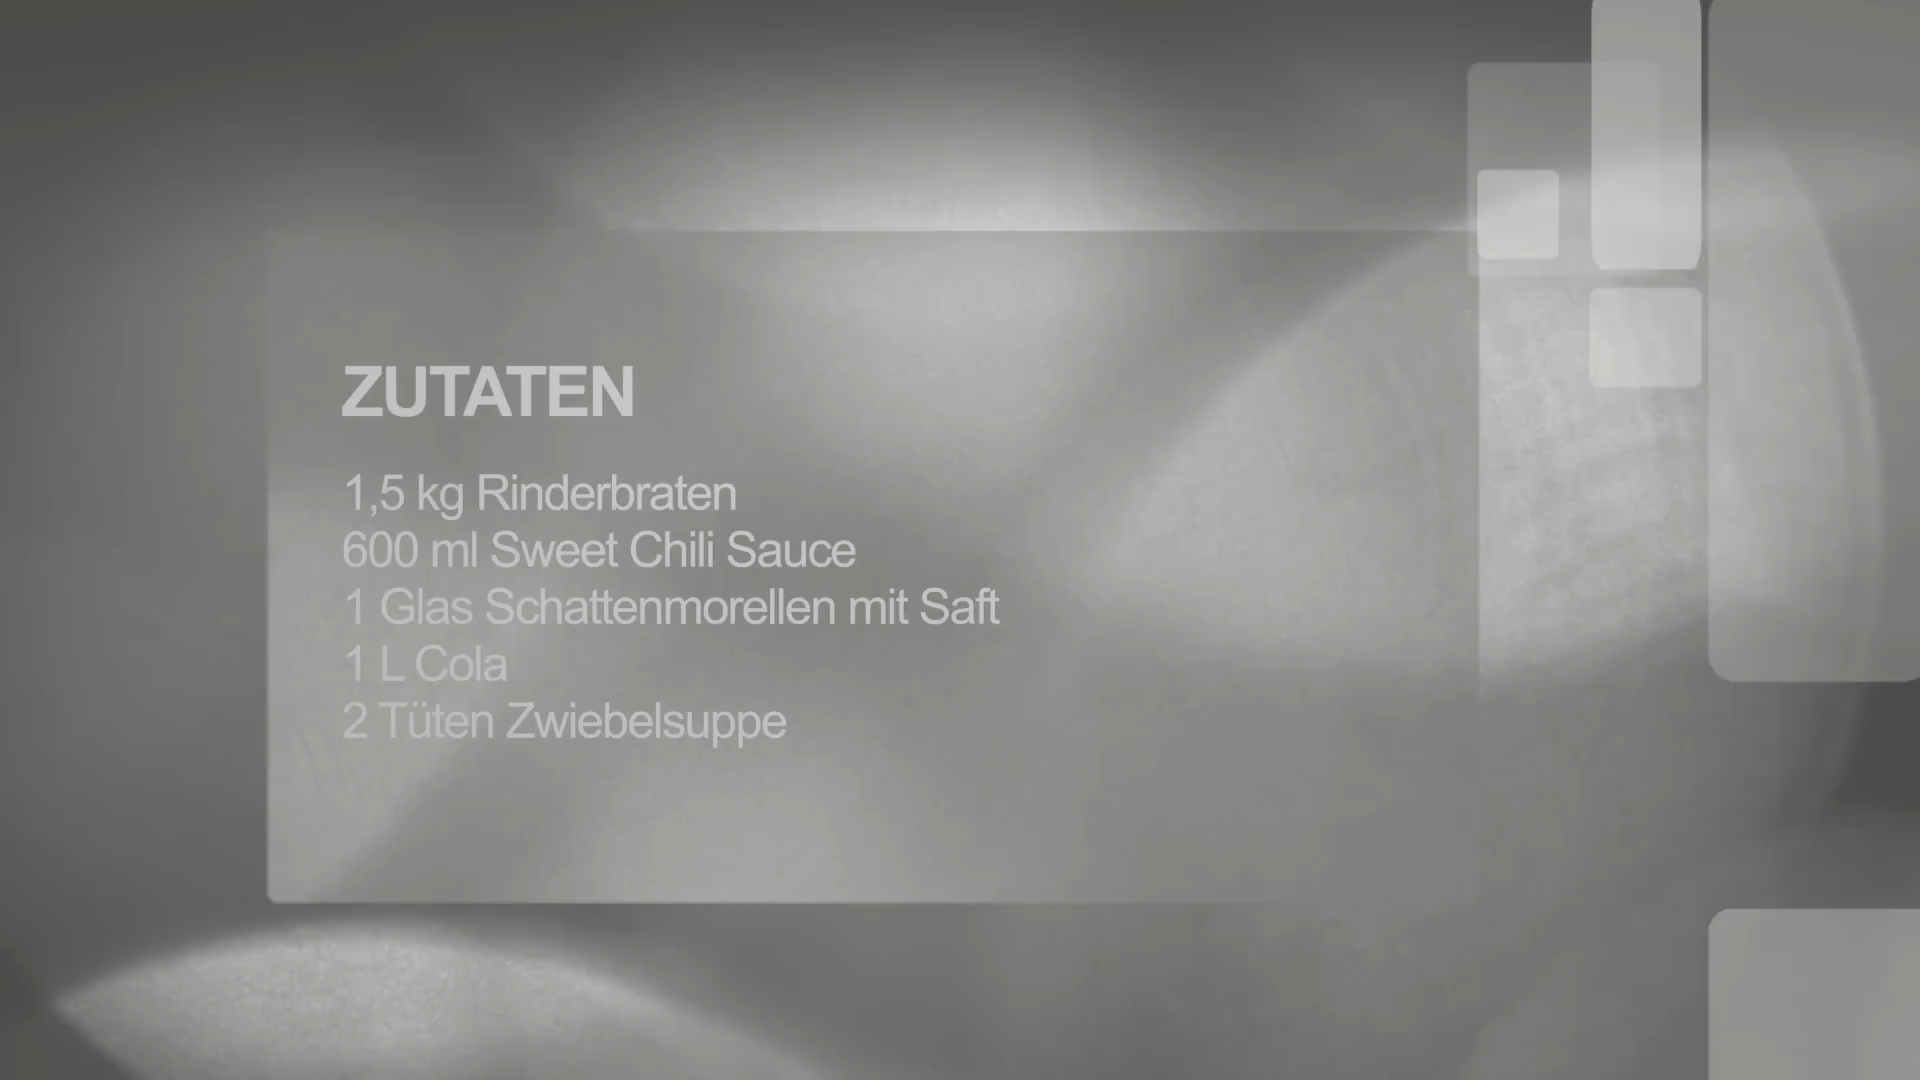 ZUTATEN
1,5 kg Rinderbraten
600 ml Sweet Chili Sauce
1 Glas Schattenmorellen mit Saft
1 L Cola
2 Tüten Zwiebelsuppe